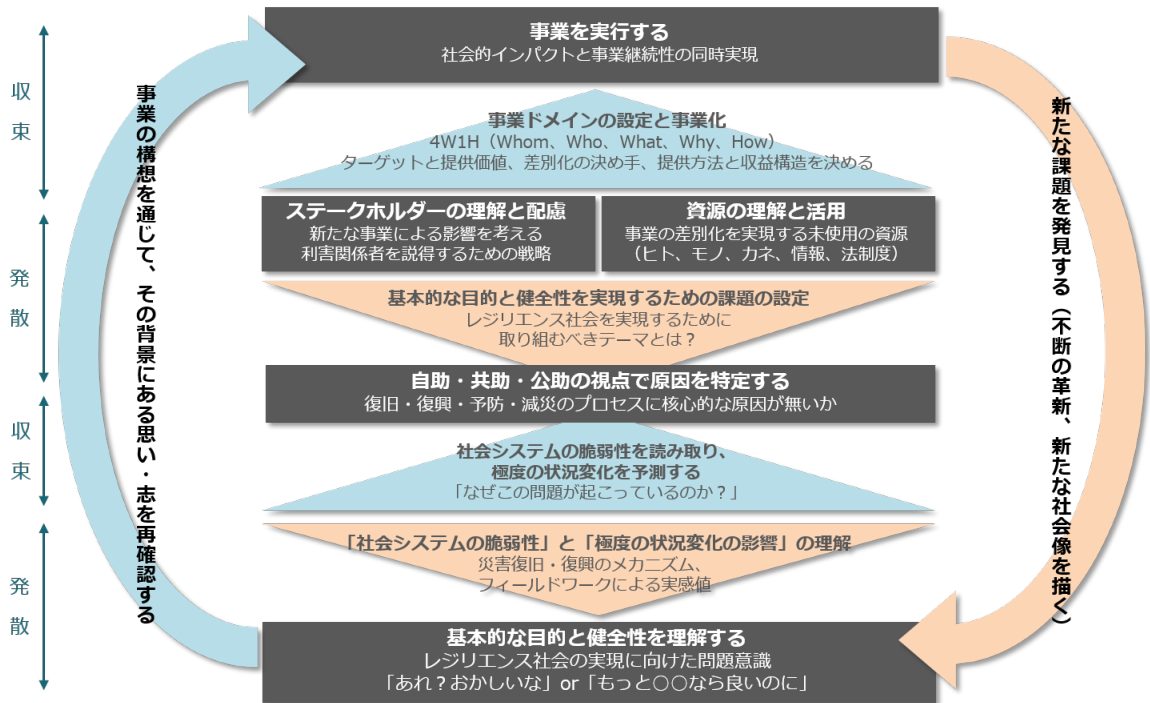 事業を実行する
社会的インパクトと事業継続性の同時実現
収束
事業ドメインの設定と事業化
4W1H（Whom、Who、What、Why、How）
ターゲットと提供価値、差別化の決め手、提供方法と収益構造を決める
発散
ステークホルダーの理解と配慮
新たな事業による影響を考える
利害関係者を説得するための戦略
資源の理解と活用
事業の差別化を実現する未使用の資源
（ヒト、モノ、カネ、情報、法制度）
基本的な目的と健全性を実現するための課題の設定
レジリエンス社会を実現するために
取り組むべきテーマとは？
自助・共助・公助の視点で原因を特定する
復旧・復興・予防・減災のプロセスに核心的な原因が無いか
収束
社会システムの脆弱性を読み取り、
極度の状況変化を予測する
「なぜこの問題が起こっているのか？」
発散
「社会システムの脆弱性」と「極度の状況変化の影響」の理解
災害復旧・復興のメカニズム、
フィールドワークによる実感値
基本的な目的と健全性を理解する
レジリエンス社会の実現に向けた問題意識
「あれ？おかしいな」or「もっと○○なら良いのに」
事業の構想を通じて、その背景にある思い・志を再確認する
新たな課題を発見する（不断の革新、新たな社会像を描く）